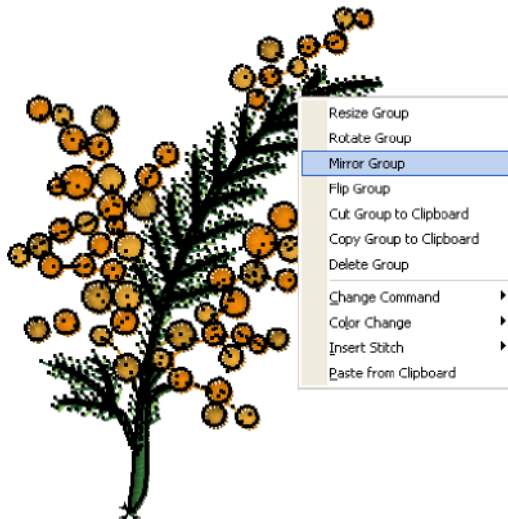 Resize Group
Rotate Group
Mirror Group
Flip Group
Cut Group to Clipboard
Copy Group to Clipboard
Delete Group
Change Command
Color Change
Insert Stitch
Paste from Clipboard